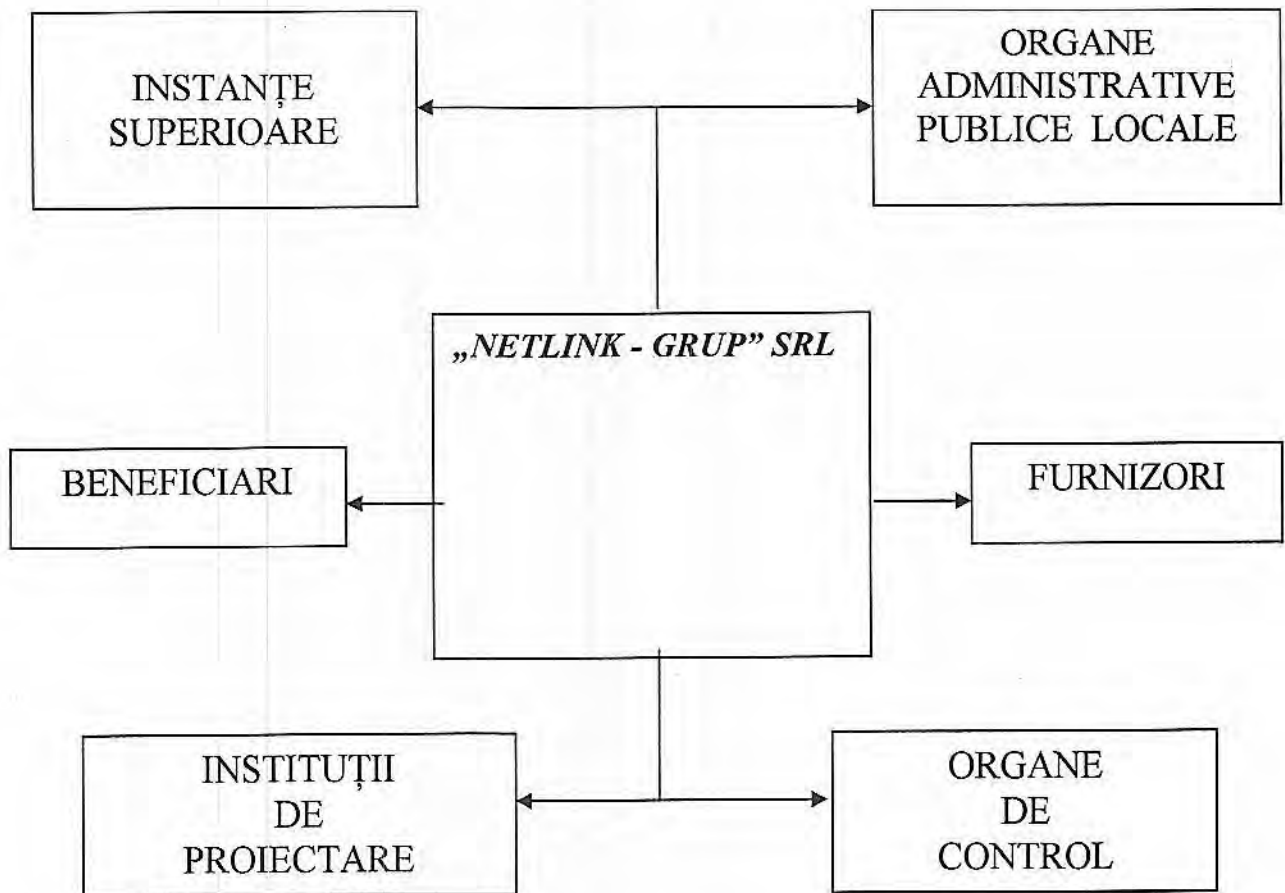 INSTANȚE
SUPERIOARE
ORGANE
ADMINISTRATIVE
PUBLICE LOCALE
„NETLINK - GRUP” SRL
BENEFICIARI
FURNIZORI
INSTITUȚII
DE
PROIECTARE
ORGANE
DE
CONTROL